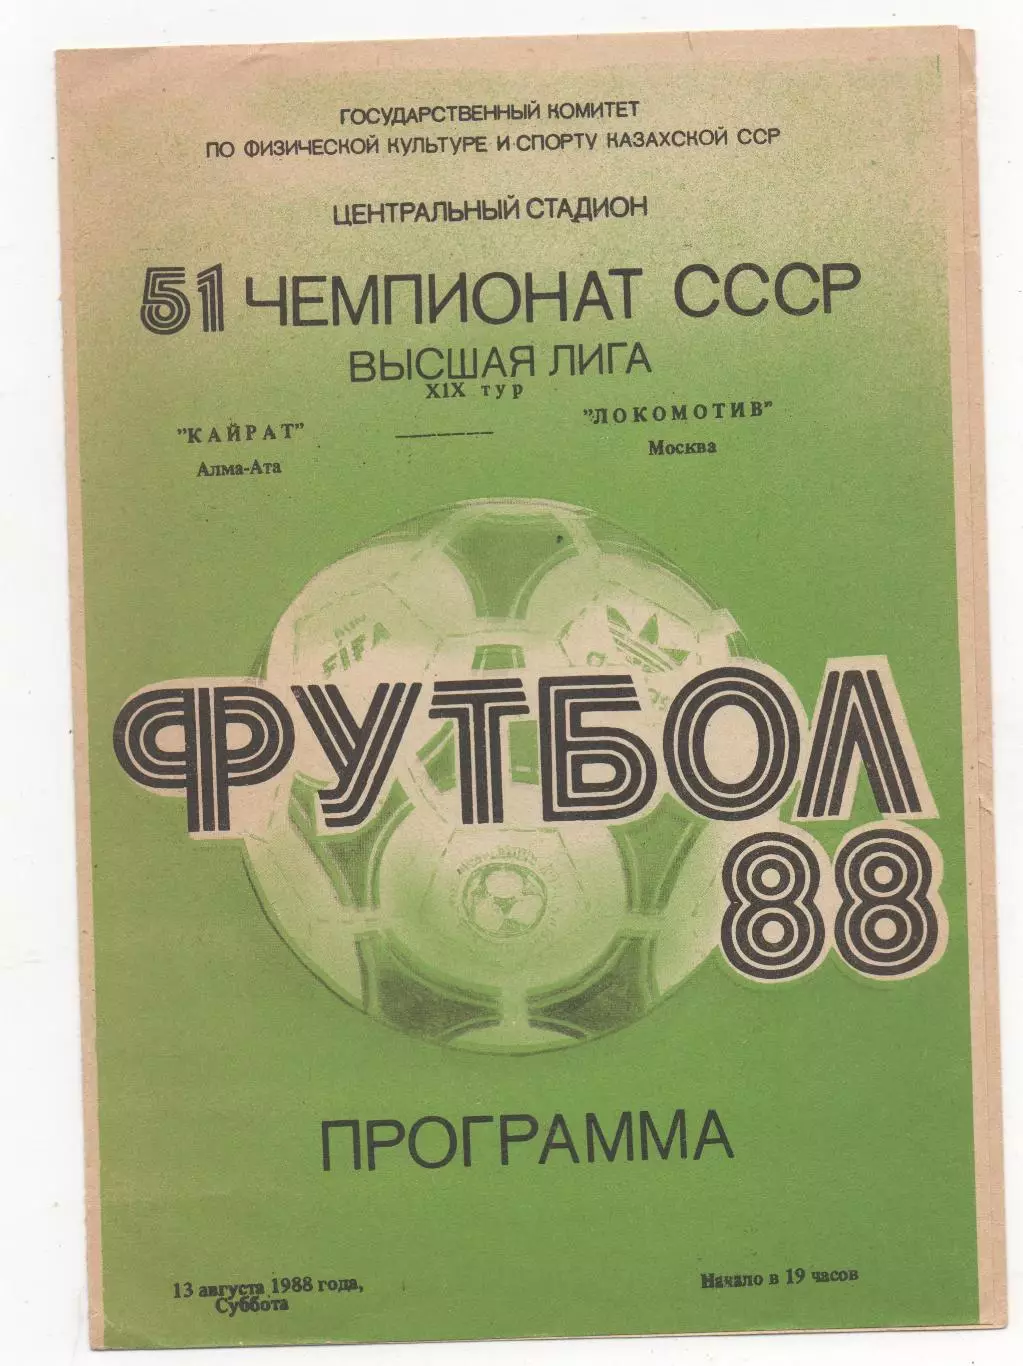 ГОСУДАРСТВЕННЫЙ КОМИТЕТ
ПО ФИЗИЧЕСКОЙ КУЛЬТУРЕ И СПОРТУ КАЗАХСКОЙ ССР
ЦЕНТРАЛЬНЫЙ СТАДИОН
51 ЧЕМПИОНАТ СССР
ВЫСШАЯ ЛИГА
XIX тур
"КАЙРАТ" ——— "ЛОКОМОТИВ"
Алма-Ата Москва
FIFA
ФУТБОЛ
88
ПРОГРАММА
13 августа 1988 года, Начало в 19 часов
Суббота